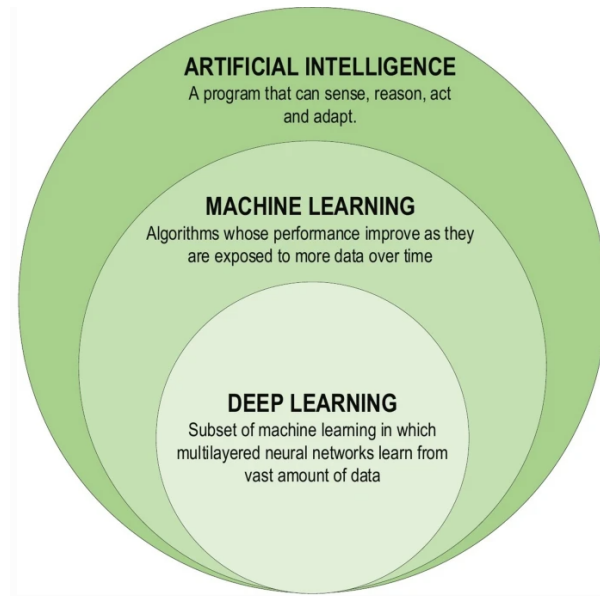 ARTIFICIAL INTELLIGENCE
A program that can sense, reason, act
and adapt.
MACHINE LEARNING
Algorithms whose performance improve as they
are exposed to more data over time
DEEP LEARNING
Subset of machine learning in which
multilayered neural networks learn from
vast amount of data